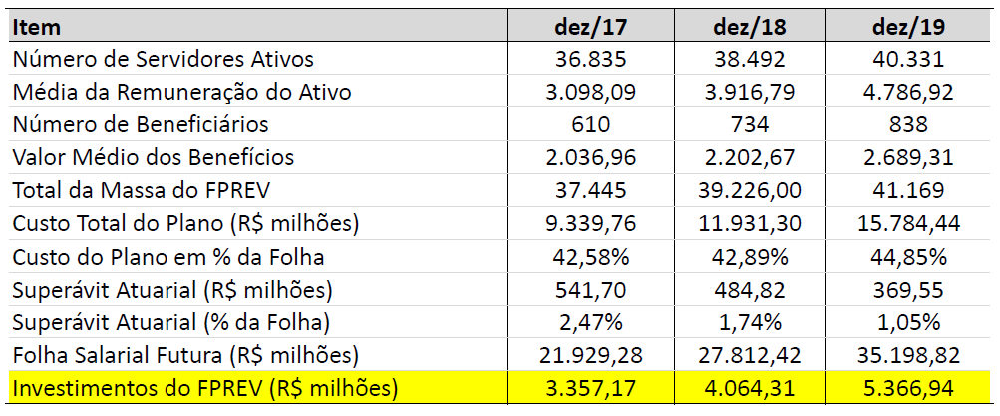 Item dez/17 dez/18 dez/19
Número de Servidores Ativos 36.835 38.492 40.331
Média da Remuneração do Ativo 3.098,09 3.916,79 4.786,92
Número de Beneficiários 610 734 838
Valor Médio dos Benefícios 2.036,96 2.202,67 2.689,31
Total da Massa do FPREV 37.445 39.226,00 41.169
Custo Total do Plano (R$ milhões) 9.339,76 11.931,30 15.784,44
Custo do Plano em % da Folha 42,58% 42,89% 44,85%
Superávit Atuarial (R$ milhões) 541,70 484,82 369,55
Superávit Atuarial (% da Folha) 2,47% 1,74% 1,05%
Folha Salarial Futura (R$ milhões) 21.929,28 27.812,42 35.198,82
Investimentos do FPREV (R$ milhões) 3.357,17 4.064,31 5.366,94